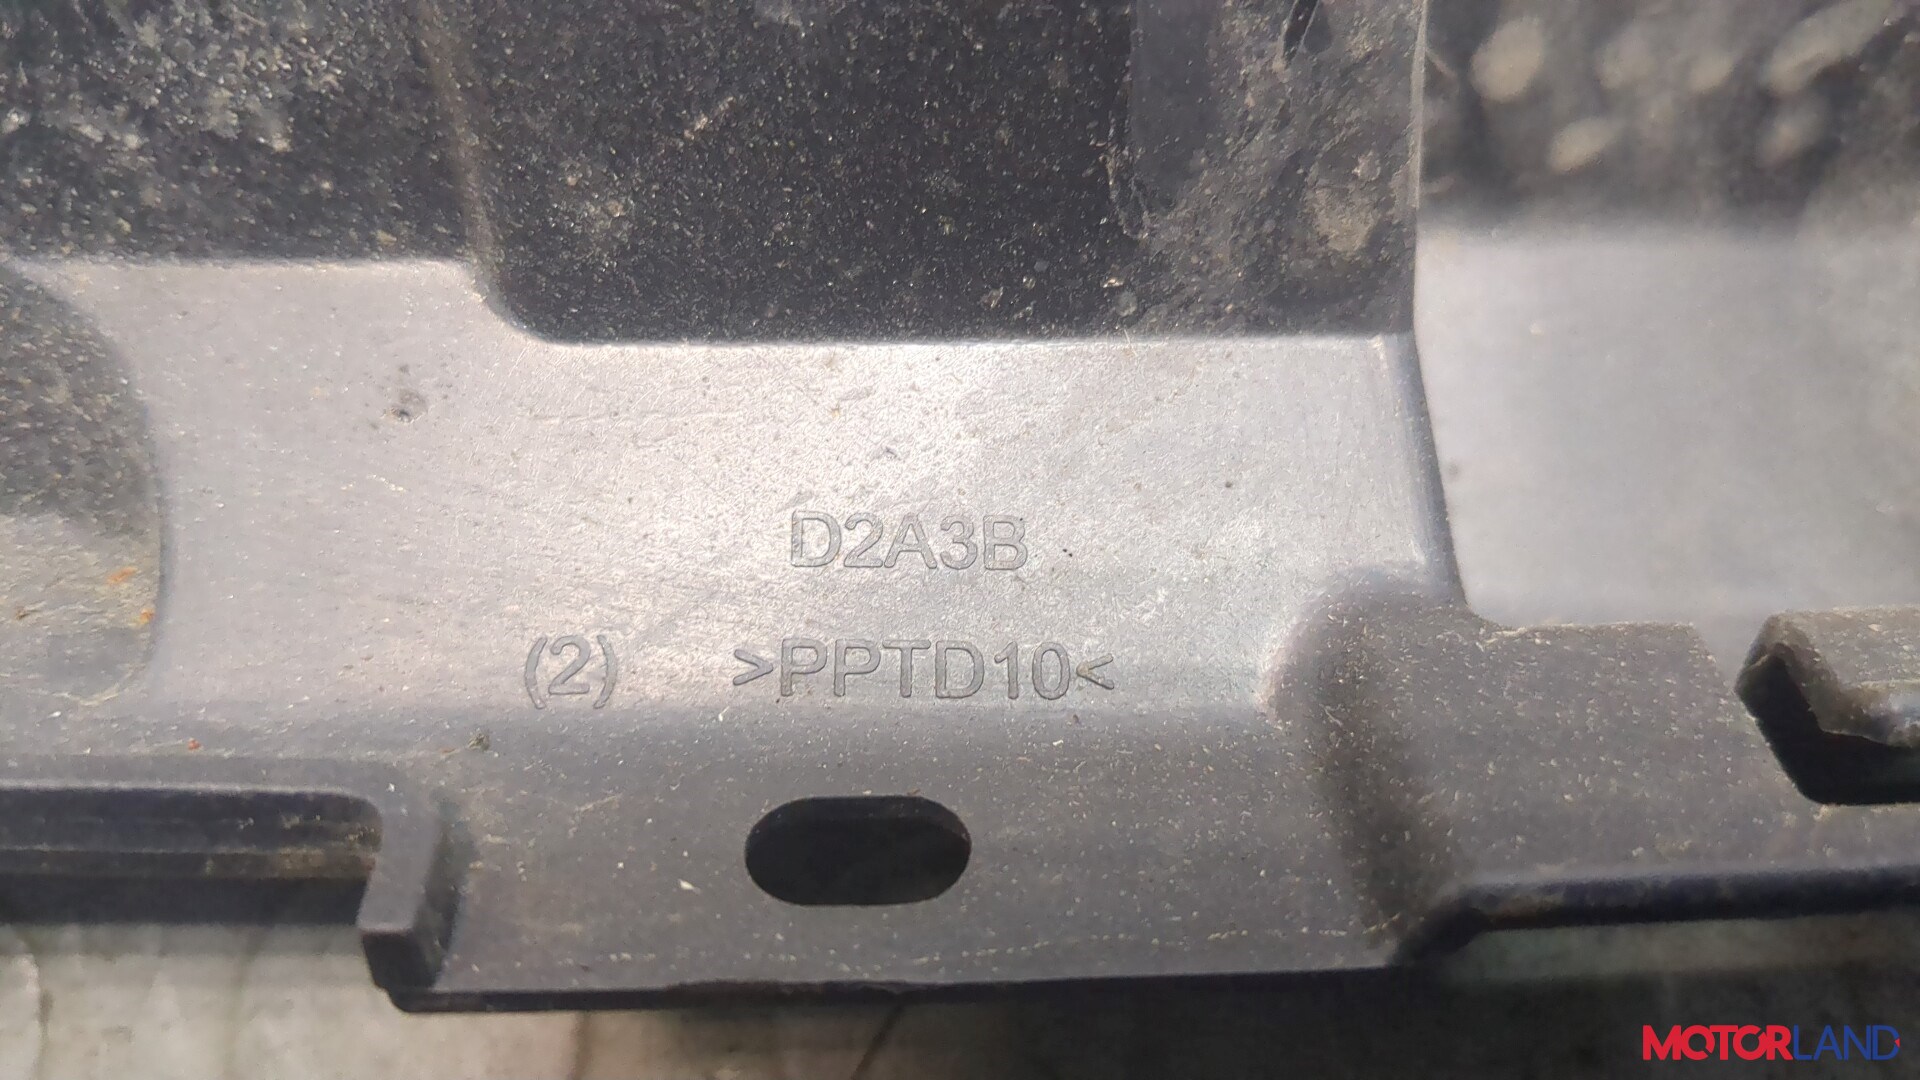 D2A3B
(2) >PPTD10<
MOTORLAND